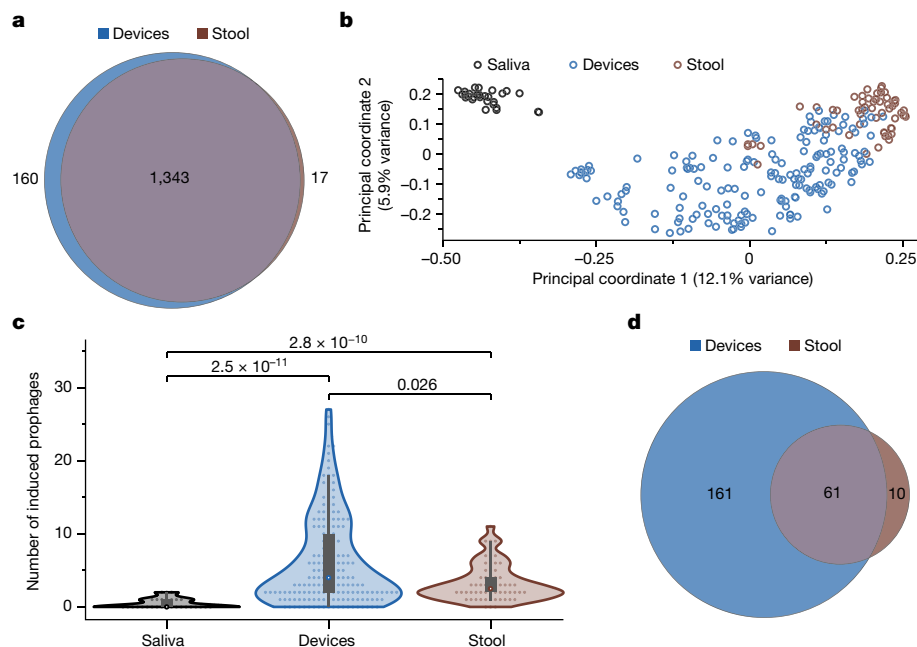 a
Devices Stool
160 1,343 17
b
Saliva Devices Stool
Principal coordinate 2
(5.9% variance)
0.2
0.1
0
−0.1
−0.2
−0.50 −0.25 0 0.25
Principal coordinate 1 (12.1% variance)
c
2.8 × 10⁻¹⁰
2.5 × 10⁻¹¹
0.026
Number of induced prophages
30
20
10
0
Saliva Devices Stool
d
Devices Stool
161 61 10